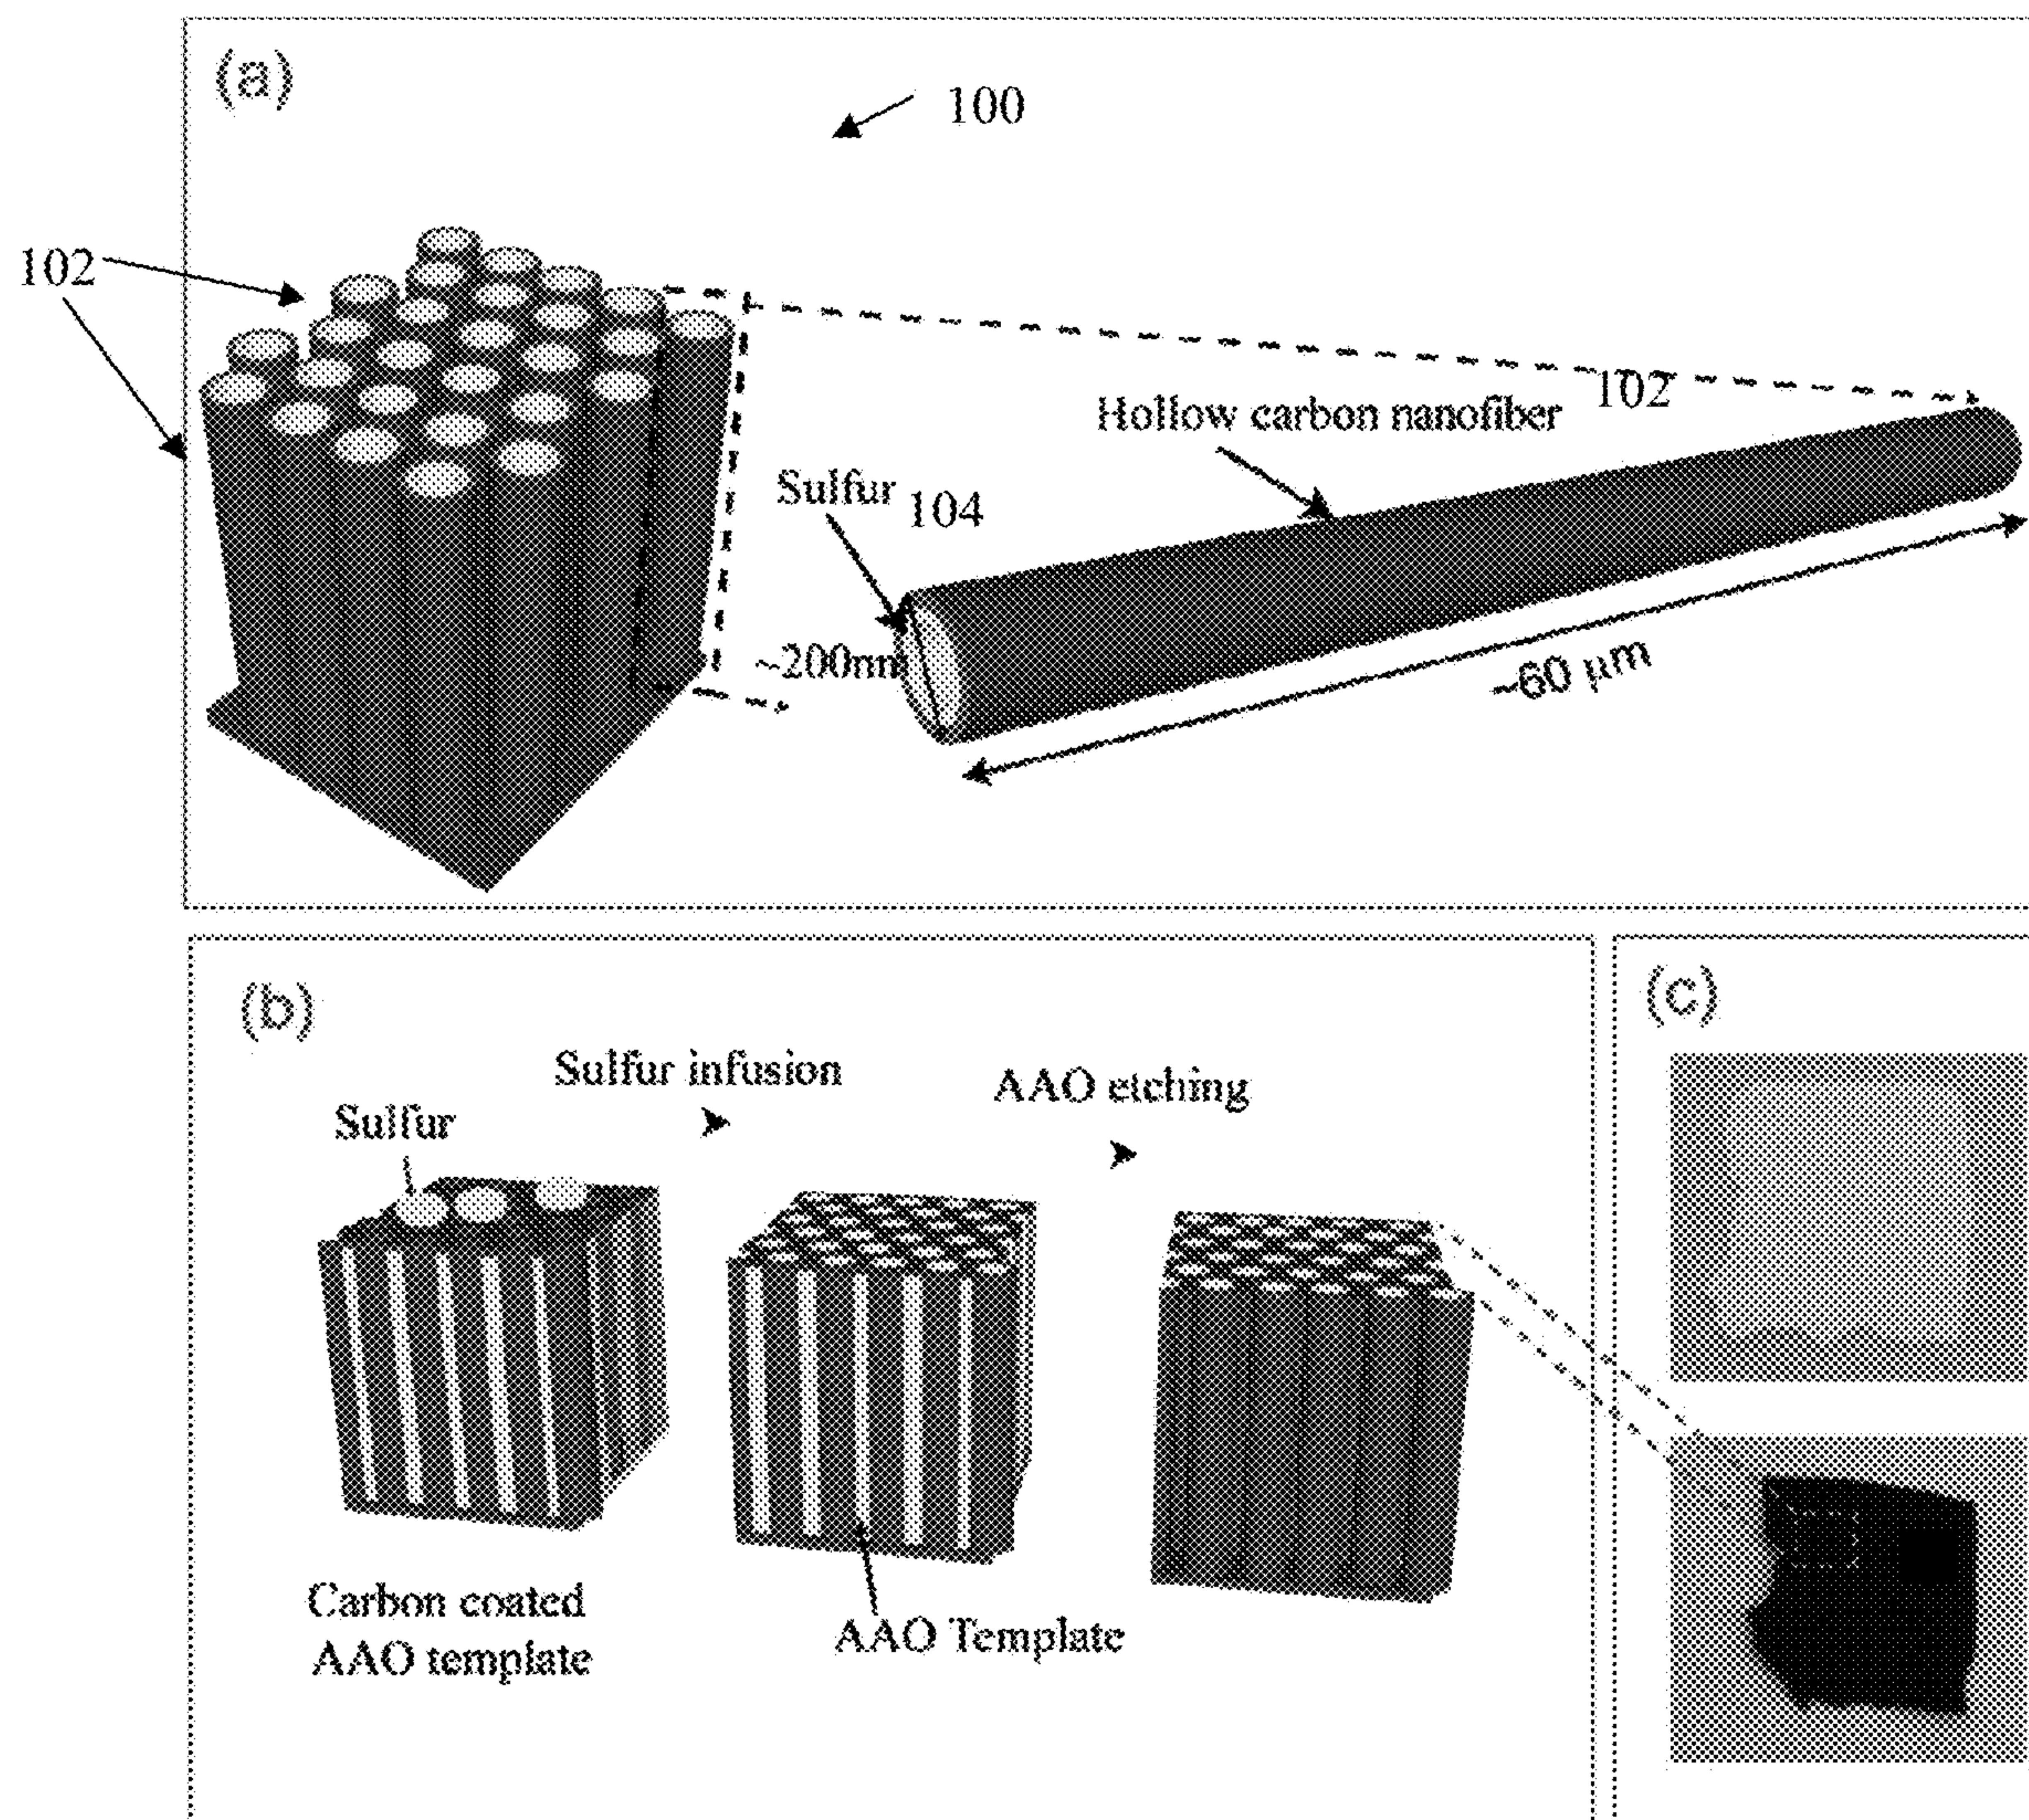 (a)
100
102
102
Hollow carbon nanofiber
Sulfur
104
~200nm
~60 μm
(b)
Sulfur infusion
AAO etching
Sulfur
Carbon coated
AAO template
AAO Template
(c)